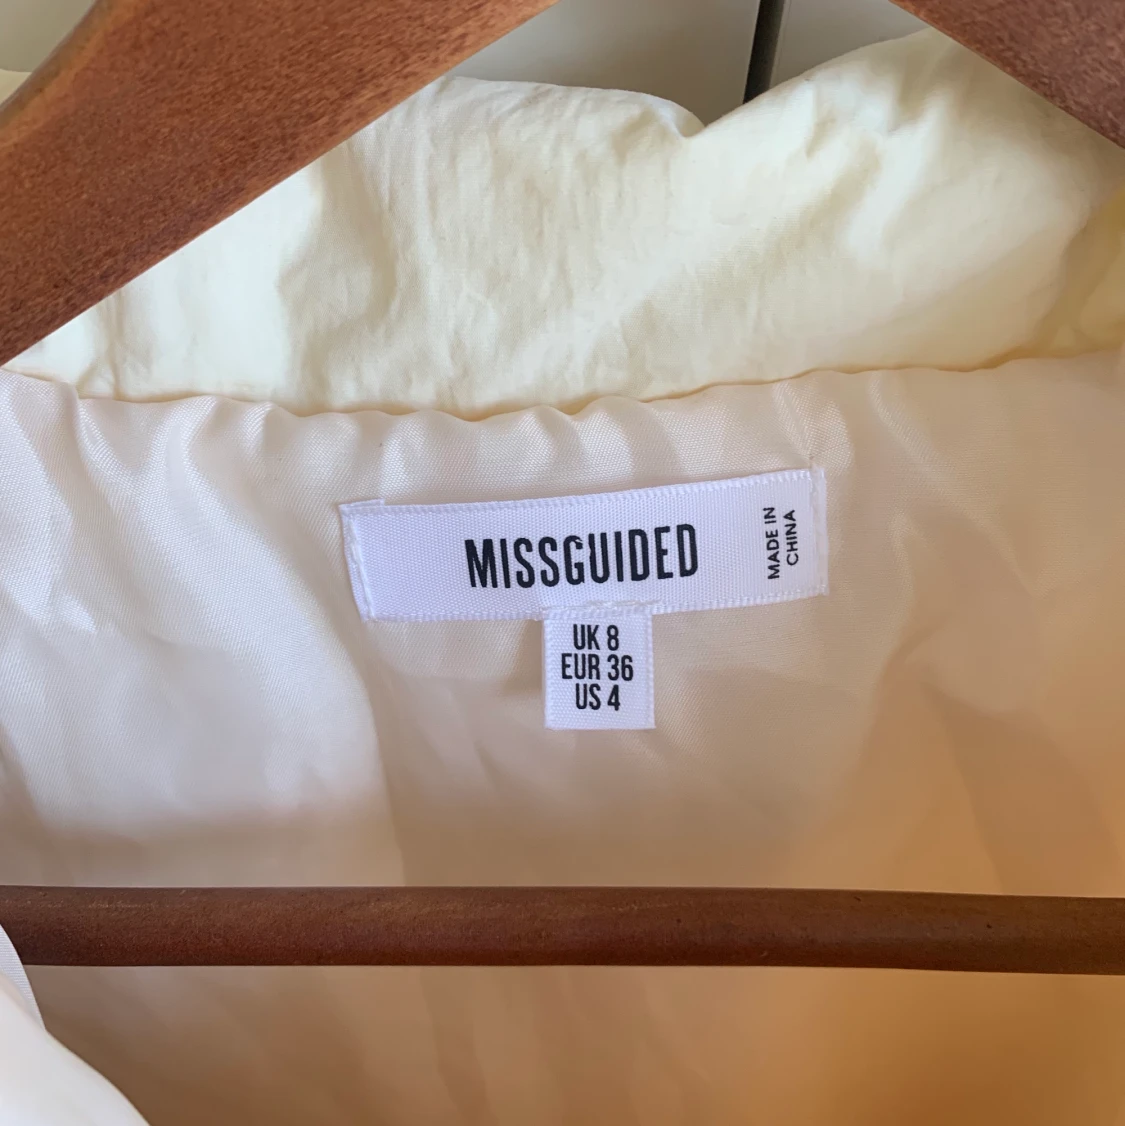 MISSGUIDED
MADE IN
CHINA
UK 8
EUR 36
US 4